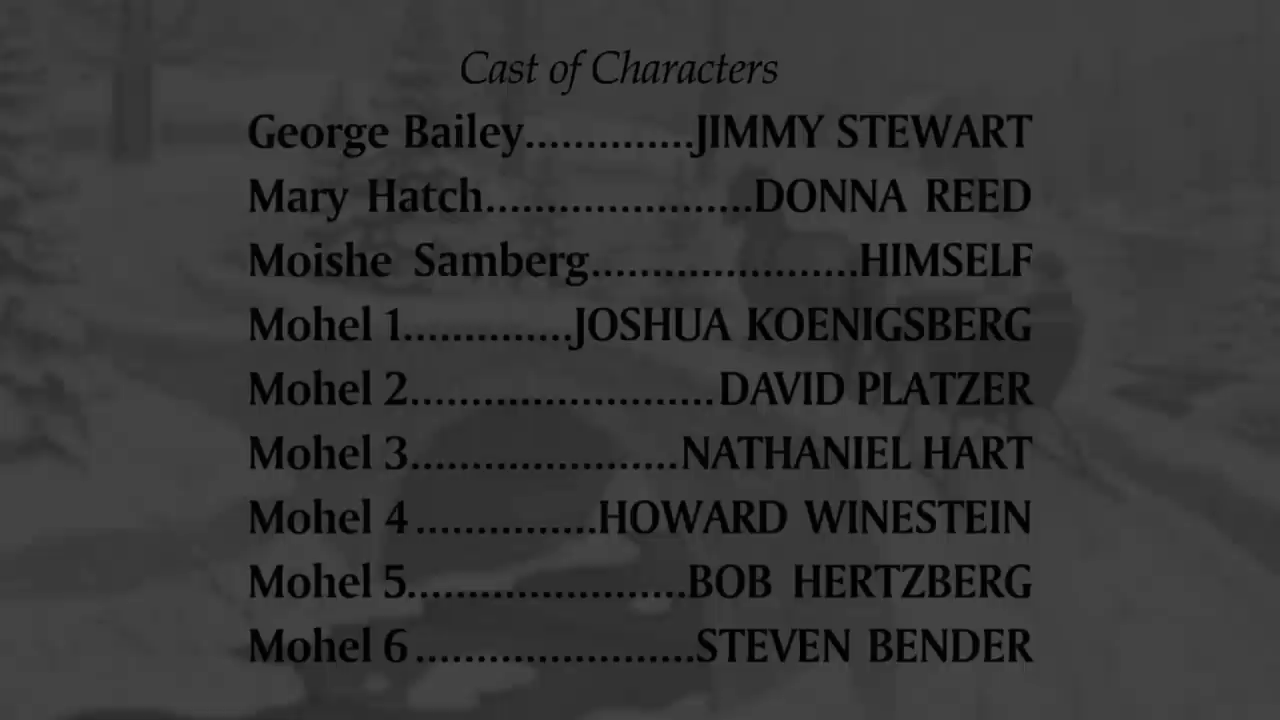 Cast of Characters
George Bailey..............JIMMY STEWART
Mary Hatch......................DONNA REED
Moishe Samberg......................HIMSELF
Mohel 1..............JOSHUA KOENIGSBERG
Mohel 2.........................DAVID PLATZER
Mohel 3......................NATHANIEL HART
Mohel 4...............HOWARD WINESTEIN
Mohel 5.......................BOB HERTZBERG
Mohel 6.......................STEVEN BENDER